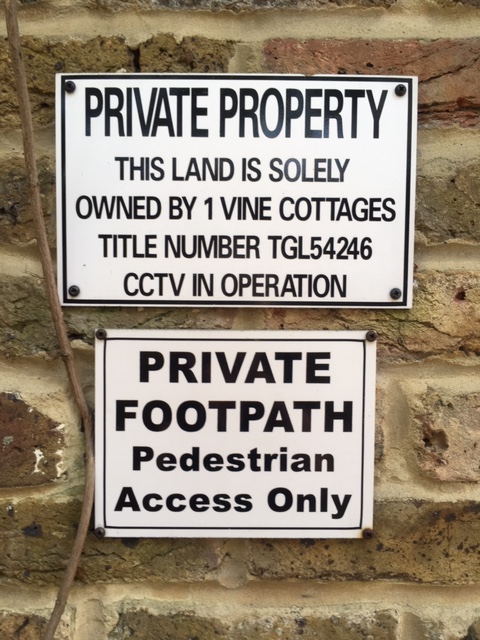 PRIVATE PROPERTY
THIS LAND IS SOLELY
OWNED BY 1 VINE COTTAGES
TITLE NUMBER TGL54246
CCTV IN OPERATION
PRIVATE
FOOTPATH
Pedestrian
Access Only